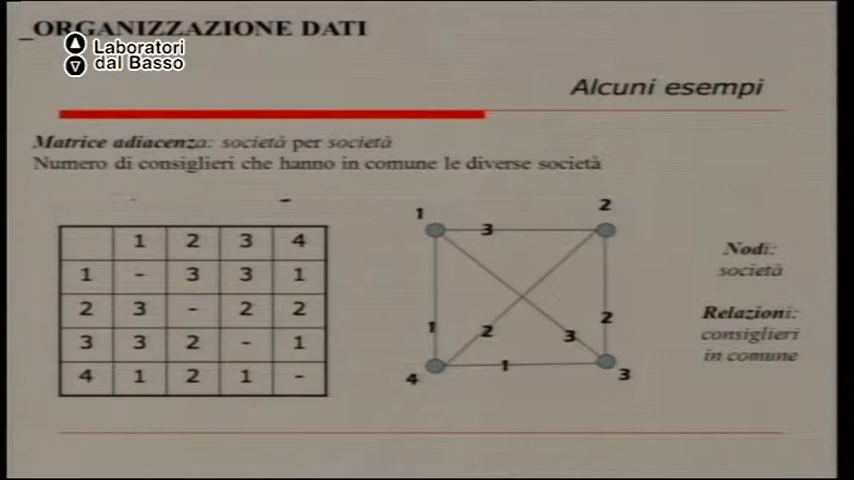 _ORGANIZZAZIONE DATI
Laboratori
dal Basso
Alcuni esempi
Matrice adiacenza: società per società
Numero di consiglieri che hanno in comune le diverse società
1 2 3 4
1 - 3 3 1
2 3 - 2 2
3 3 2 - 1
4 1 2 1 -
1 2
3
1 2 3 2
1
4 3
Nodi:
società
Relazioni:
consiglieri
in comune